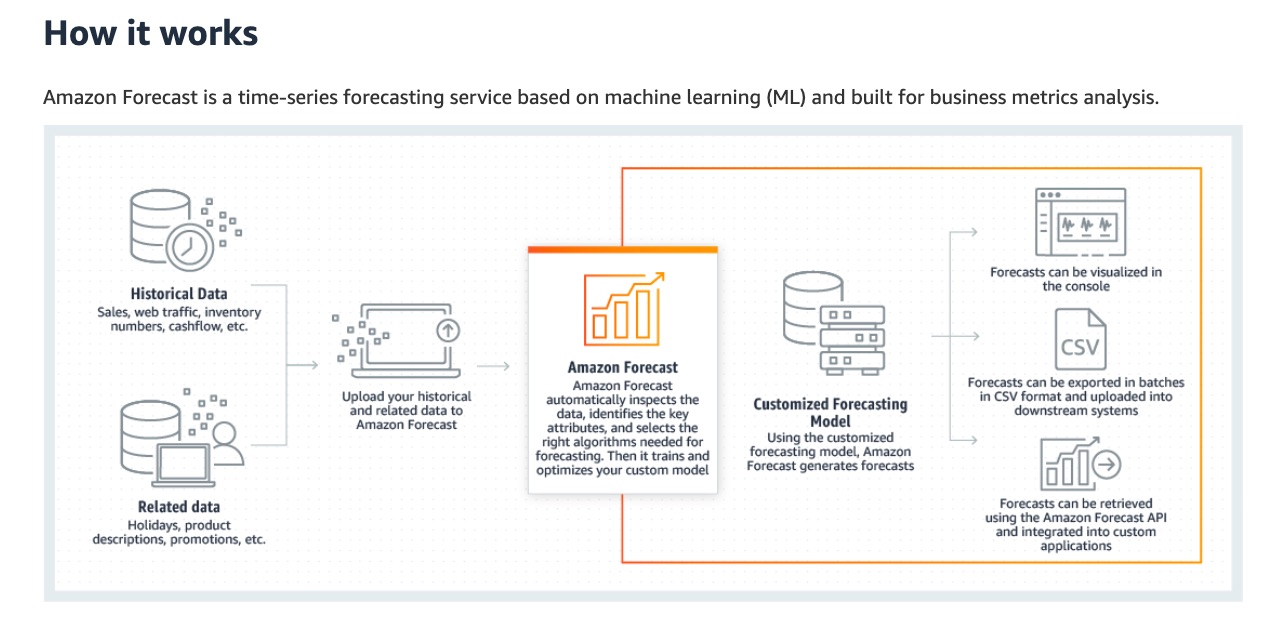 How it works
Amazon Forecast is a time-series forecasting service based on machine learning (ML) and built for business metrics analysis.
Historical Data
Sales, web traffic, inventory
numbers, cashflow, etc.
Related data
Holidays, product
descriptions, promotions, etc.
Upload your historical
and related data to
Amazon Forecast
Amazon Forecast
Amazon Forecast
automatically inspects the
data, identifies the key
attributes, and selects the
right algorithms needed for
forecasting. Then it trains and
optimizes your custom model
Customized Forecasting
Model
Using the customized
forecasting model, Amazon
Forecast generates forecasts
Forecasts can be visualized in
the console
CSV
Forecasts can be exported in batches
in CSV format and uploaded into
downstream systems
Forecasts can be retrieved
using the Amazon Forecast API
and integrated into custom
applications